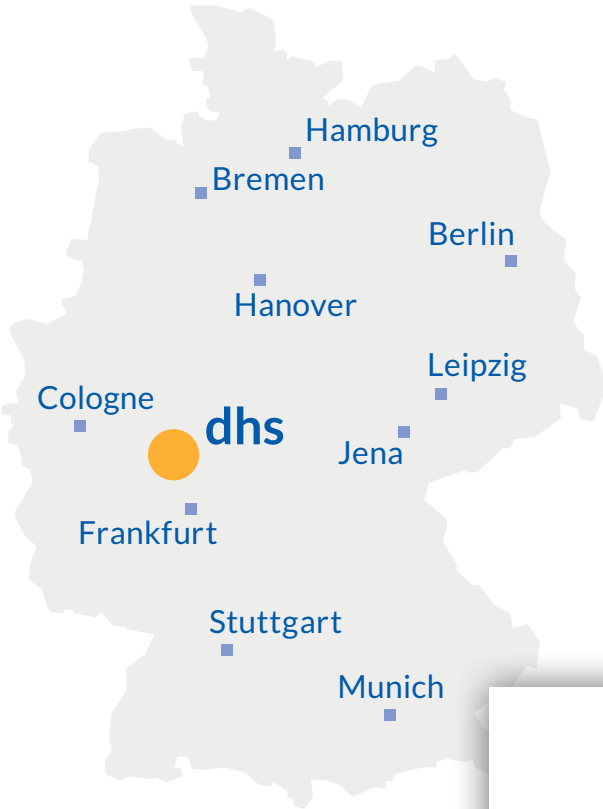 Hamburg
Bremen
Berlin
Hanover
Leipzig
Cologne
dhs
Jena
Frankfurt
Stuttgart
Munich